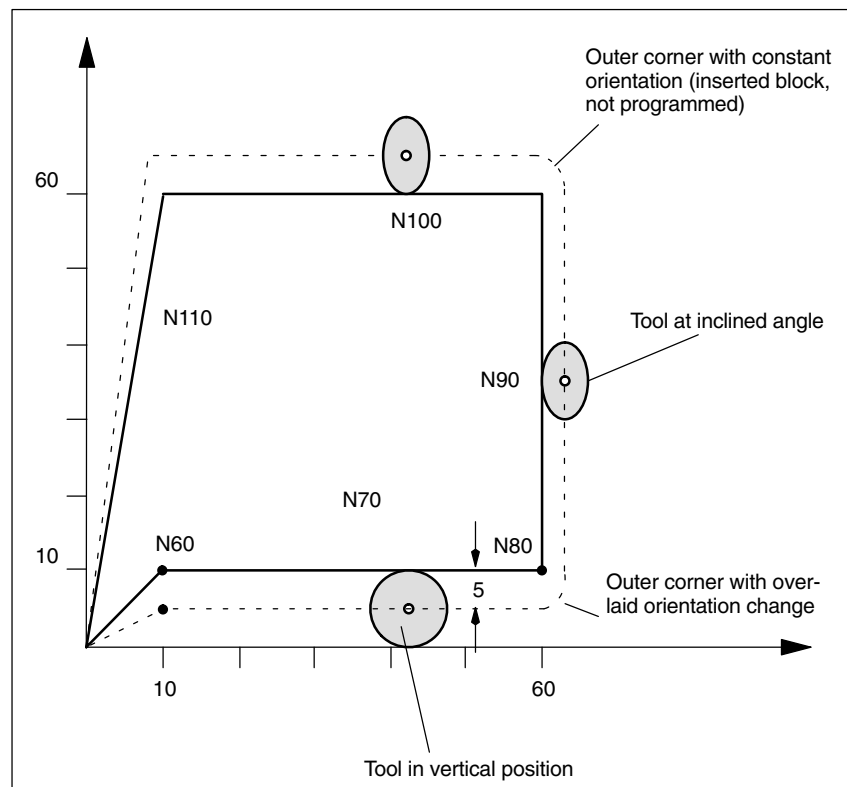 Outer corner with constant
orientation (inserted block,
not programmed)
60
N100
N110
Tool at inclined angle
N90
N70
N60
N80
10
5
Outer corner with over-
laid orientation change
10
60
Tool in vertical position